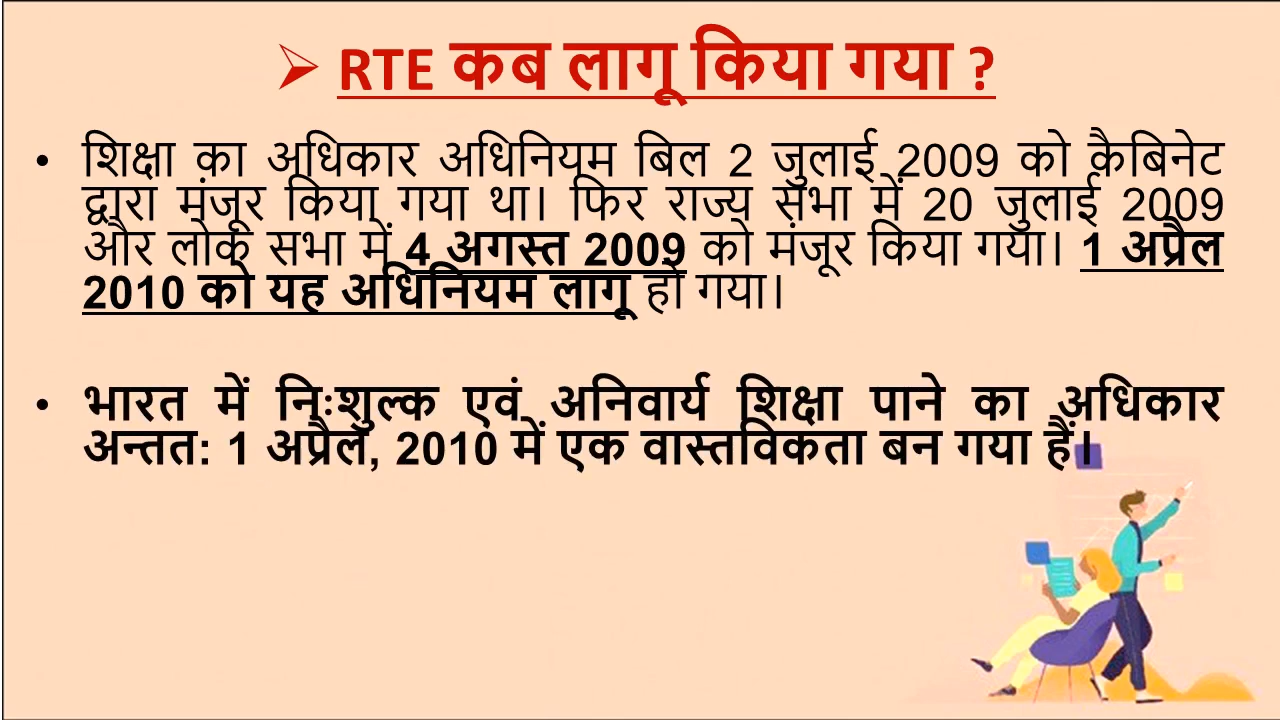 ➢ RTE कब लागू किया गया ?
• शिक्षा का अधिकार अधिनियम बिल 2 जुलाई 2009 को कैबिनेट
द्वारा मंजूर किया गया था। फिर राज्य सभा में 20 जुलाई 2009
और लोक सभा में 4 अगस्त 2009 को मंजूर किया गया। 1 अप्रैल
2010 को यह अधिनियम लागू हो गया।
• भारत में निःशुल्क एवं अनिवार्य शिक्षा पाने का अधिकार
अन्तत: 1 अप्रैल, 2010 में एक वास्तविकता बन गया हैं।